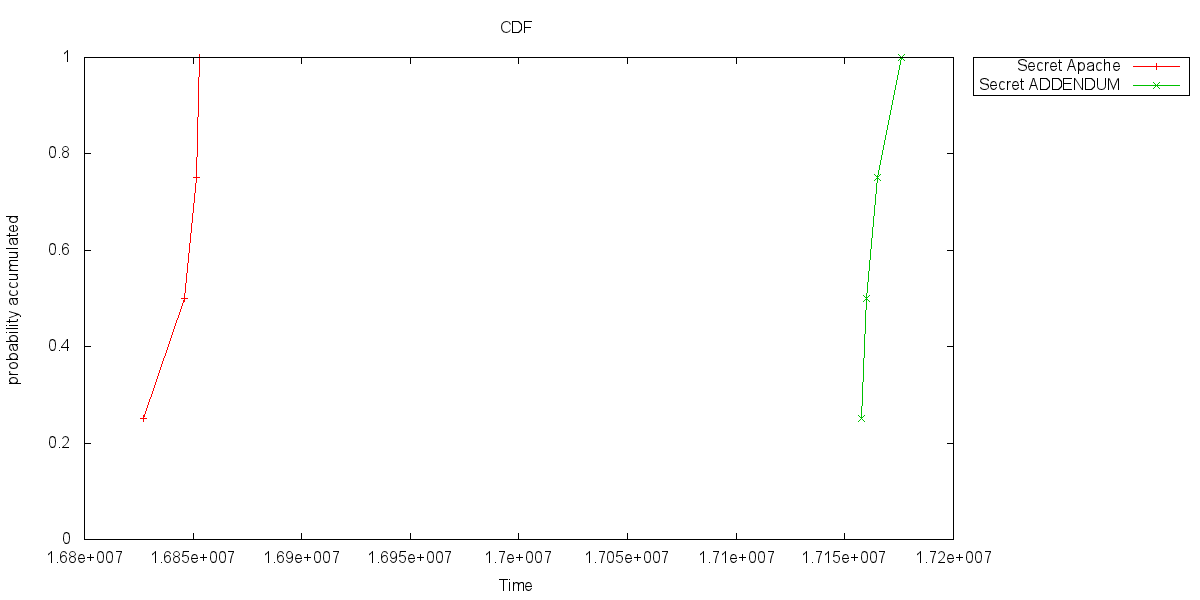 CDF
1
0.8
0.6
0.4
0.2
0
probability accumulated
1.68e+007 1.685e+007 1.69e+007 1.695e+007 1.7e+007 1.705e+007 1.71e+007 1.715e+007 1.72e+007
Time
Secret Apache
Secret ADDENDUM